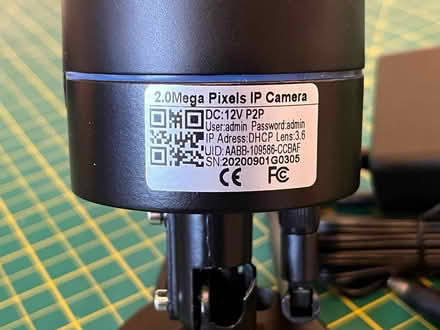 2.0Mega Pixels IP Camera
DC:12V P2P
User:admin Password:admin
IP Adress:DHCP Lens:3.6
UID: AABB-109586-CCBAF
SN:20200901G0305
CE FC